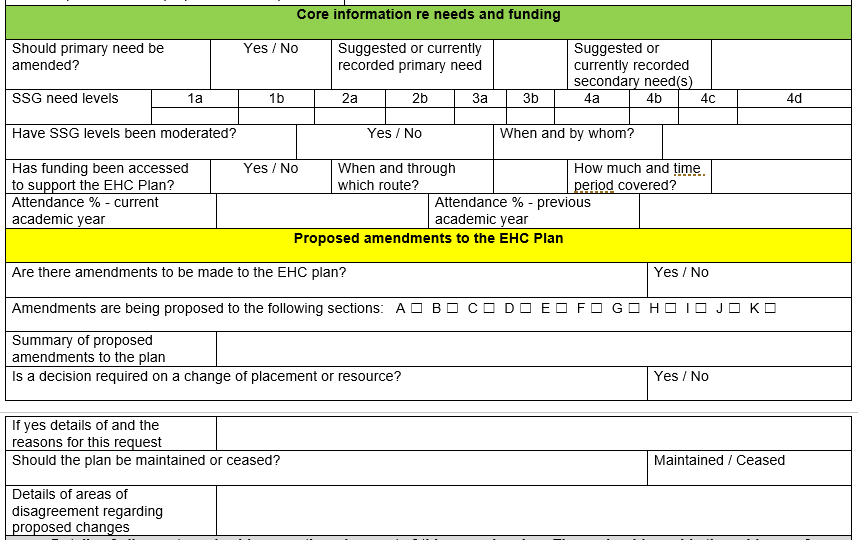 Core information re needs and funding
Should primary need be amended? Yes / No Suggested or currently recorded primary need Suggested or currently recorded secondary need(s)
SSG need levels 1a 1b 2a 2b 3a 3b 4a 4b 4c 4d
Have SSG levels been moderated? Yes / No When and by whom?
Has funding been accessed to support the EHC Plan? Yes / No When and through which route? How much and time period covered?
Attendance % - current academic year Attendance % - previous academic year
Proposed amendments to the EHC Plan
Are there amendments to be made to the EHC plan? Yes / No
Amendments are being proposed to the following sections: A ☐ B ☐ C ☐ D ☐ E ☐ F ☐ G ☐ H ☐ I ☐ J ☐ K ☐
Summary of proposed amendments to the plan
Is a decision required on a change of placement or resource? Yes / No
If yes details of and the reasons for this request
Should the plan be maintained or ceased? Maintained / Ceased
Details of areas of disagreement regarding proposed changes